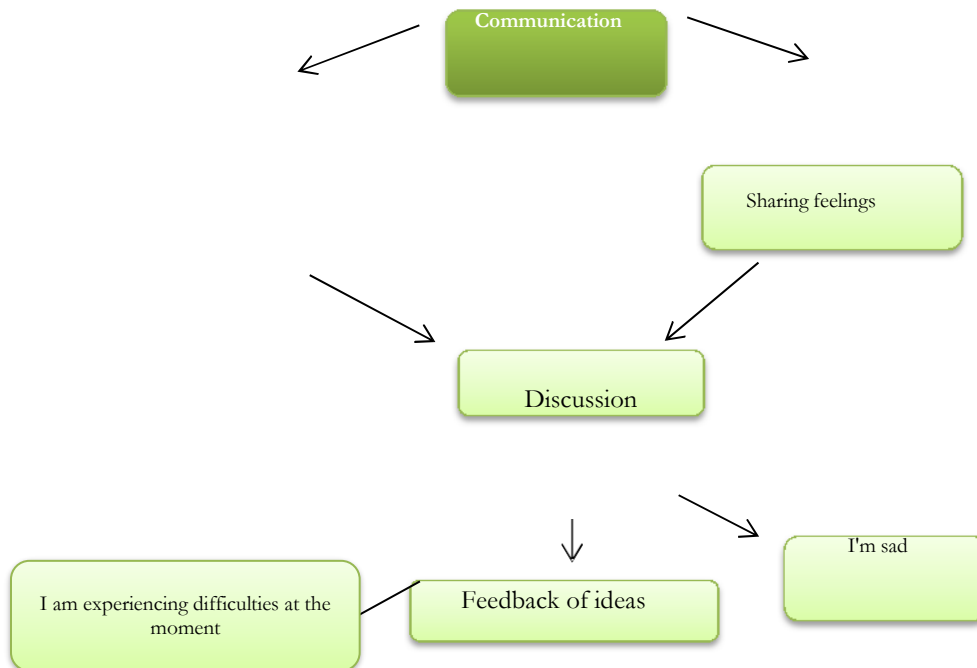 Communication
Sharing feelings
Discussion
I'm sad
I am experiencing difficulties at the
moment
Feedback of ideas